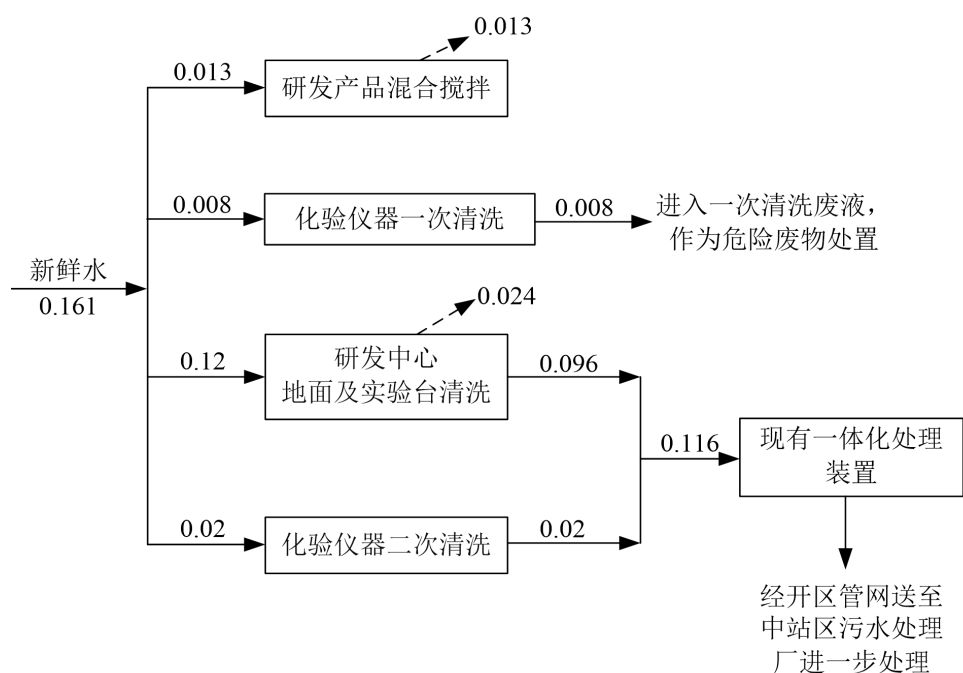 0.013
0.013
研发产品混合搅拌
0.008
化验仪器一次清洗
0.008
进入一次清洗废液，
作为危险废物处置
新鲜水
0.161
0.024
0.12
研发中心
地面及实验台清洗
0.096
0.116
现有一体化处理
装置
0.02
化验仪器二次清洗
0.02
经开区管网送至
中站区污水处理
厂进一步处理